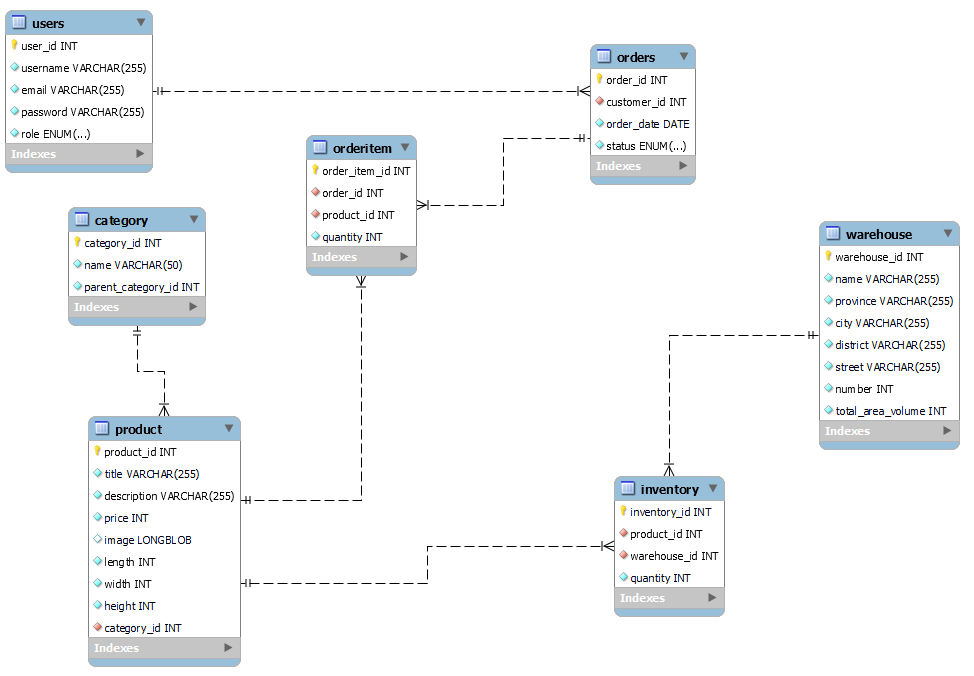 users
user_id INT
username VARCHAR(255)
email VARCHAR(255)
password VARCHAR(255)
role ENUM(...)
Indexes
orders
order_id INT
customer_id INT
order_date DATE
status ENUM(...)
Indexes
orderitem
order_item_id INT
order_id INT
product_id INT
quantity INT
Indexes
category
category_id INT
name VARCHAR(50)
parent_category_id INT
Indexes
warehouse
warehouse_id INT
name VARCHAR(255)
province VARCHAR(255)
city VARCHAR(255)
district VARCHAR(255)
street VARCHAR(255)
number INT
total_area_volume INT
Indexes
product
product_id INT
title VARCHAR(255)
description VARCHAR(255)
price INT
image LONGBLOB
length INT
width INT
height INT
category_id INT
Indexes
inventory
inventory_id INT
product_id INT
warehouse_id INT
quantity INT
Indexes